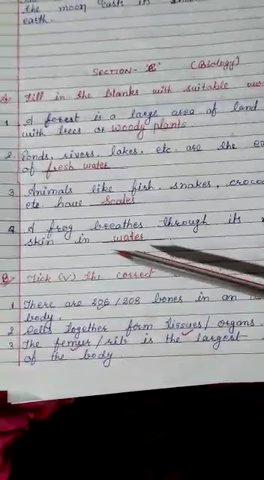 the moon cast in
earth.
SECTION - 'B' (Biology)
Fill in the blanks with suitable
1 A forest is a large area of land
with trees or woody plants
2. Ponds, rivers, lakes, etc. are the
of fresh water
3 Animals like fish, snakes,
etc. have Scales
4 A frog breathes through its
skin in water
Tick (V) the correct
1 There are 206/208 bones in an
body.
2 Cells together form tissues/organs.
3 The femur/rib is the largest
of the body